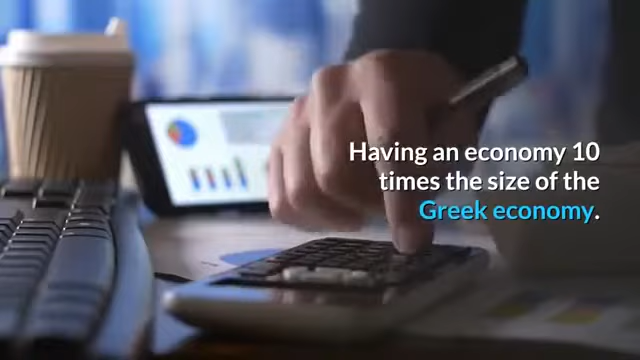 Having an economy 10
times the size of the
Greek economy.